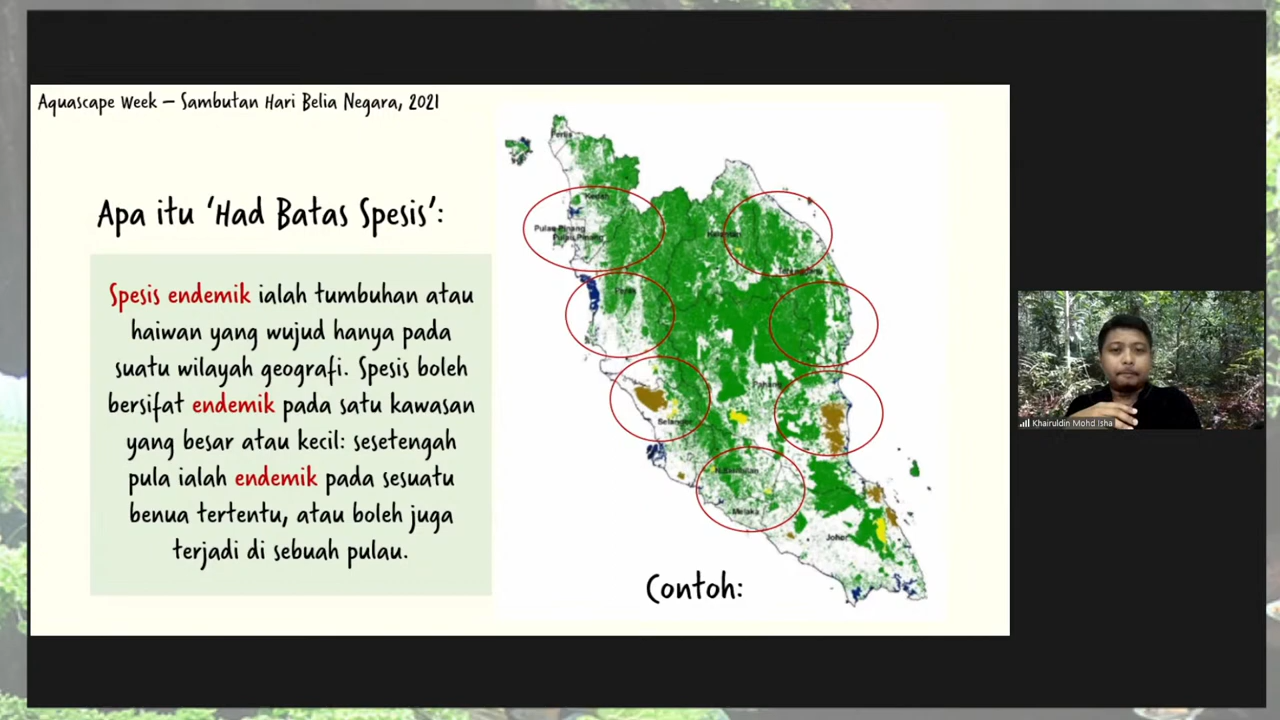 Aquascape Week – Sambutan Hari Belia Negara, 2021
Apa itu ‘Had Batas Spesis’:
Spesis endemik ialah tumbuhan atau
haiwan yang wujud hanya pada
suatu wilayah geografi. Spesis boleh
bersifat endemik pada satu kawasan
yang besar atau kecil: sesetengah
pula ialah endemik pada sesuatu
benua tertentu, atau boleh juga
terjadi di sebuah pulau.
Perlis
Kedah
Pulau Pinang
Pulau Pinang
Kelantan
Perak
Pahang
Selangor
Melaka
Johor
Contoh:
Khairuldin Mohd Isha